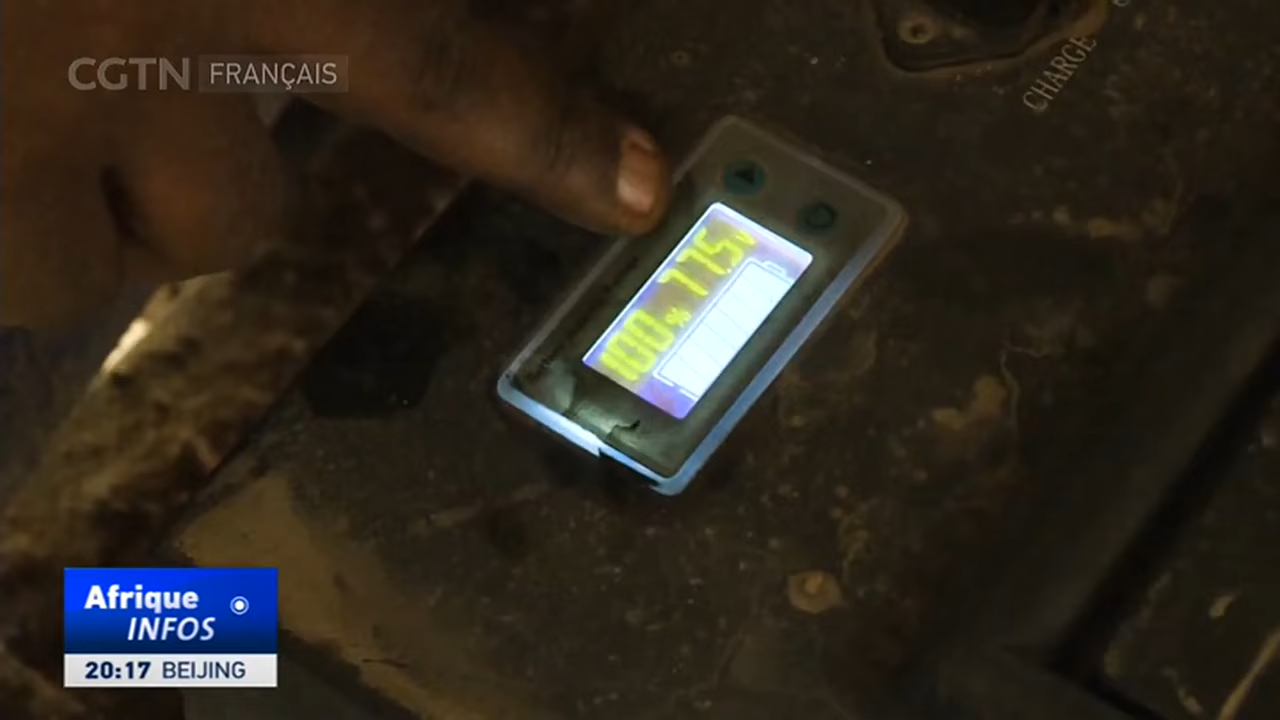 CGTN FRANÇAIS
CHARGE
77.5V
100%
Afrique
INFOS
20:17 BEIJING